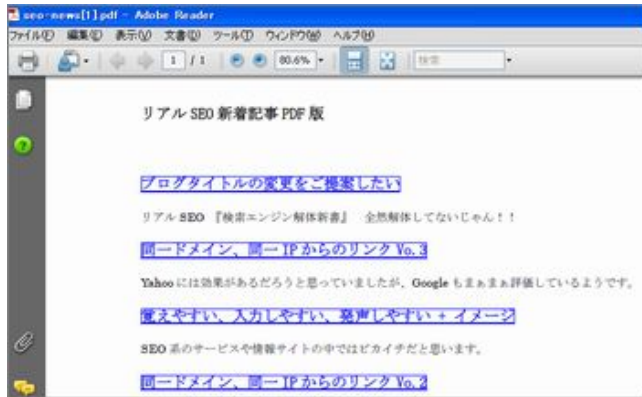 seo-news[1].pdf - Adobe Reader
ファイル(F) 編集(E) 表示(V) 文書(D) ツール(T) ウィンドウ(W) ヘルプ(H)
1 / 1 80.6% 検索
リアル SEO 新着記事 PDF 版
ブログタイトルの変更をご提案したい
リアル SEO 『検索エンジン解体新書』 全然解体してないじゃん！！
同一ドメイン、同一 IP からのリンク Vo.3
Yahoo には効果があるだろうと思っていましたが、Google もまぁまぁ評価しているようです。
覚えやすい、入力しやすい、発声しやすい + イメージ
SEO 系のサービスや情報サイトの中ではピカイチだと思います。
同一ドメイン、同一 IP からのリンク Vo.2